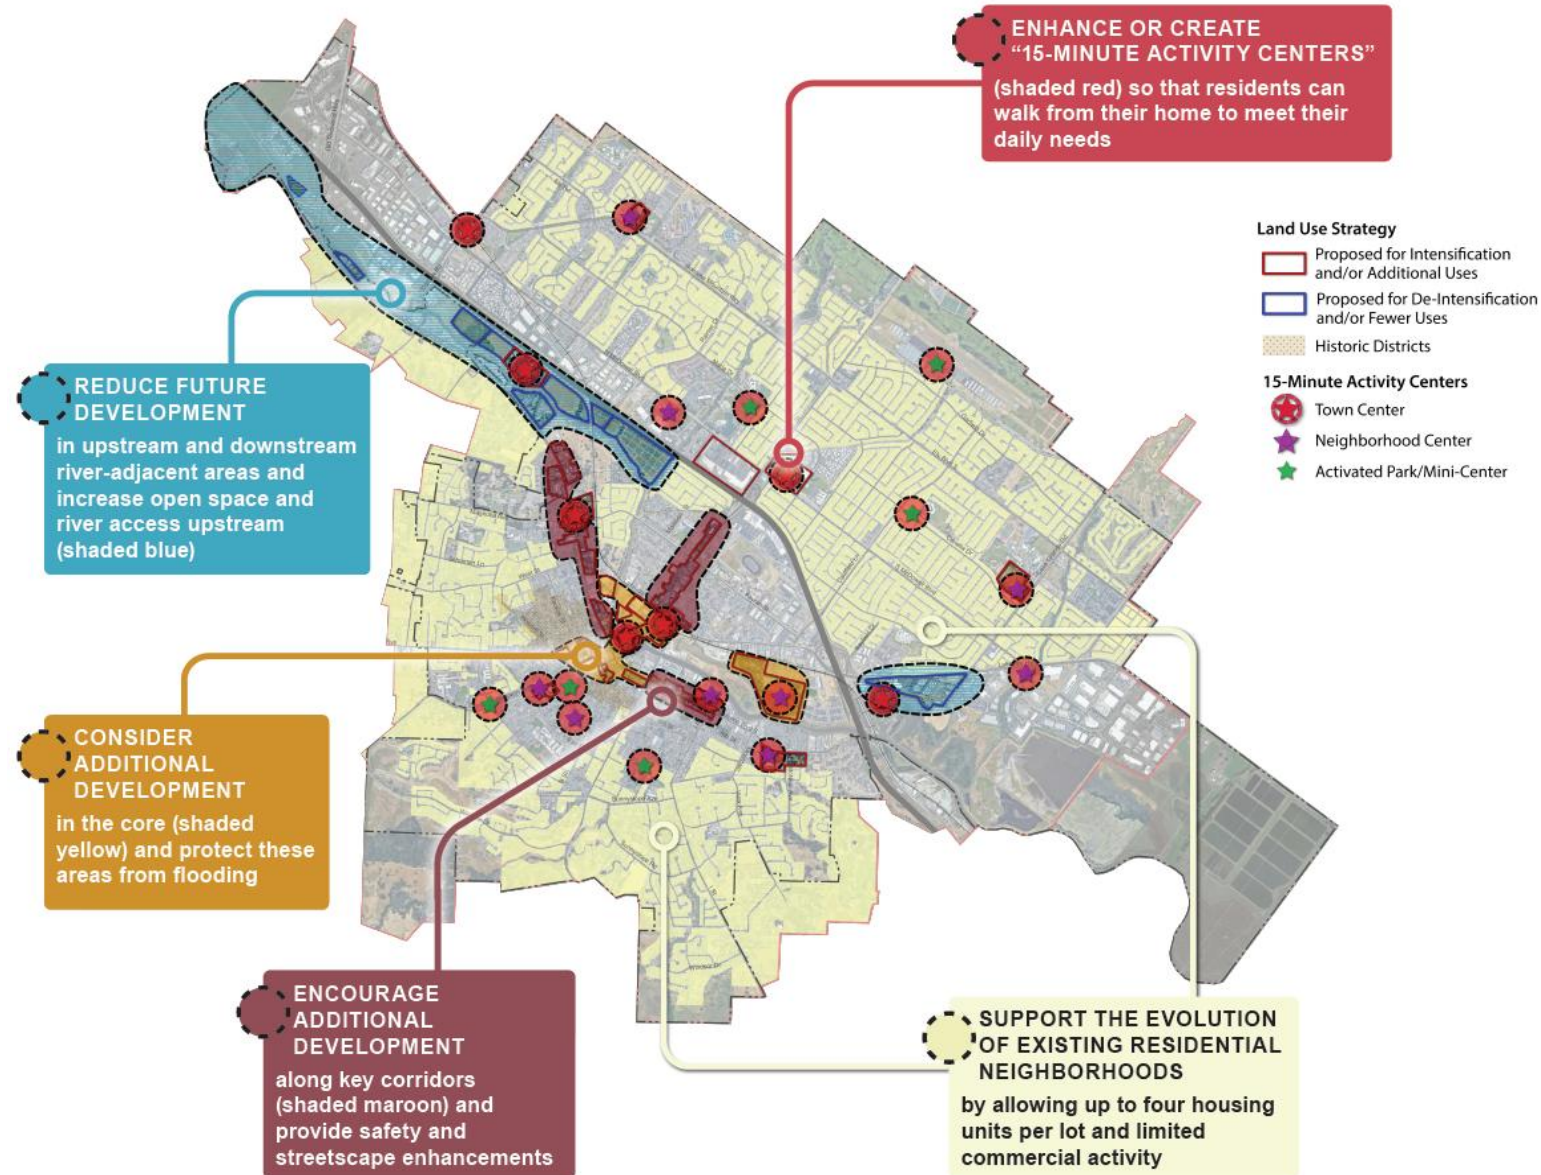 ENHANCE OR CREATE
“15-MINUTE ACTIVITY CENTERS”
(shaded red) so that residents can
walk from their home to meet their
daily needs
Land Use Strategy
Proposed for Intensification
and/or Additional Uses
Proposed for De-Intensification
and/or Fewer Uses
Historic Districts
15-Minute Activity Centers
Town Center
Neighborhood Center
Activated Park/Mini-Center
REDUCE FUTURE
DEVELOPMENT
in upstream and downstream
river-adjacent areas and
increase open space and
river access upstream
(shaded blue)
CONSIDER
ADDITIONAL
DEVELOPMENT
in the core (shaded
yellow) and protect these
areas from flooding
ENCOURAGE
ADDITIONAL
DEVELOPMENT
along key corridors
(shaded maroon) and
provide safety and
streetscape enhancements
SUPPORT THE EVOLUTION
OF EXISTING RESIDENTIAL
NEIGHBORHOODS
by allowing up to four housing
units per lot and limited
commercial activity